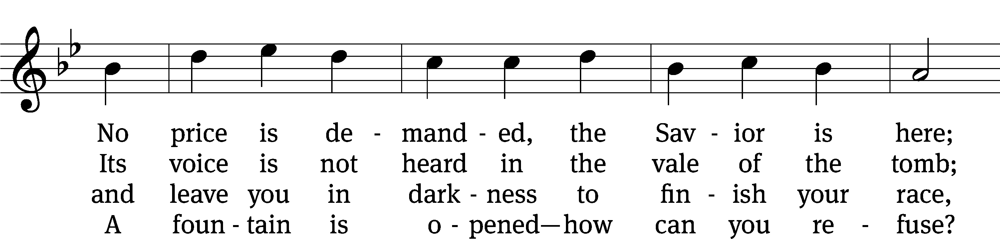 No price is de - mand - ed, the Sav - ior is here;
Its voice is not heard in the vale of the tomb;
and leave you in dark - ness to fin - ish your race,
A foun - tain is o - pened—how can you re - fuse?